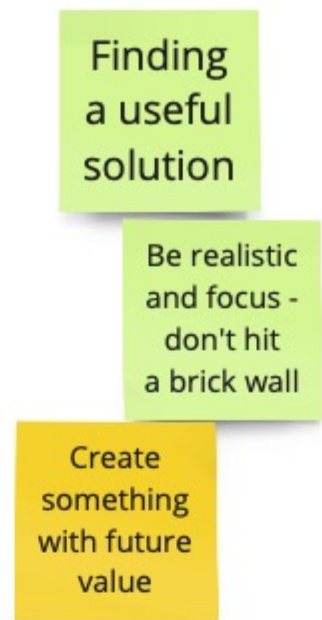 Finding
a useful
solution
Be realistic
and focus -
don't hit
a brick wall
Create
something
with future
value